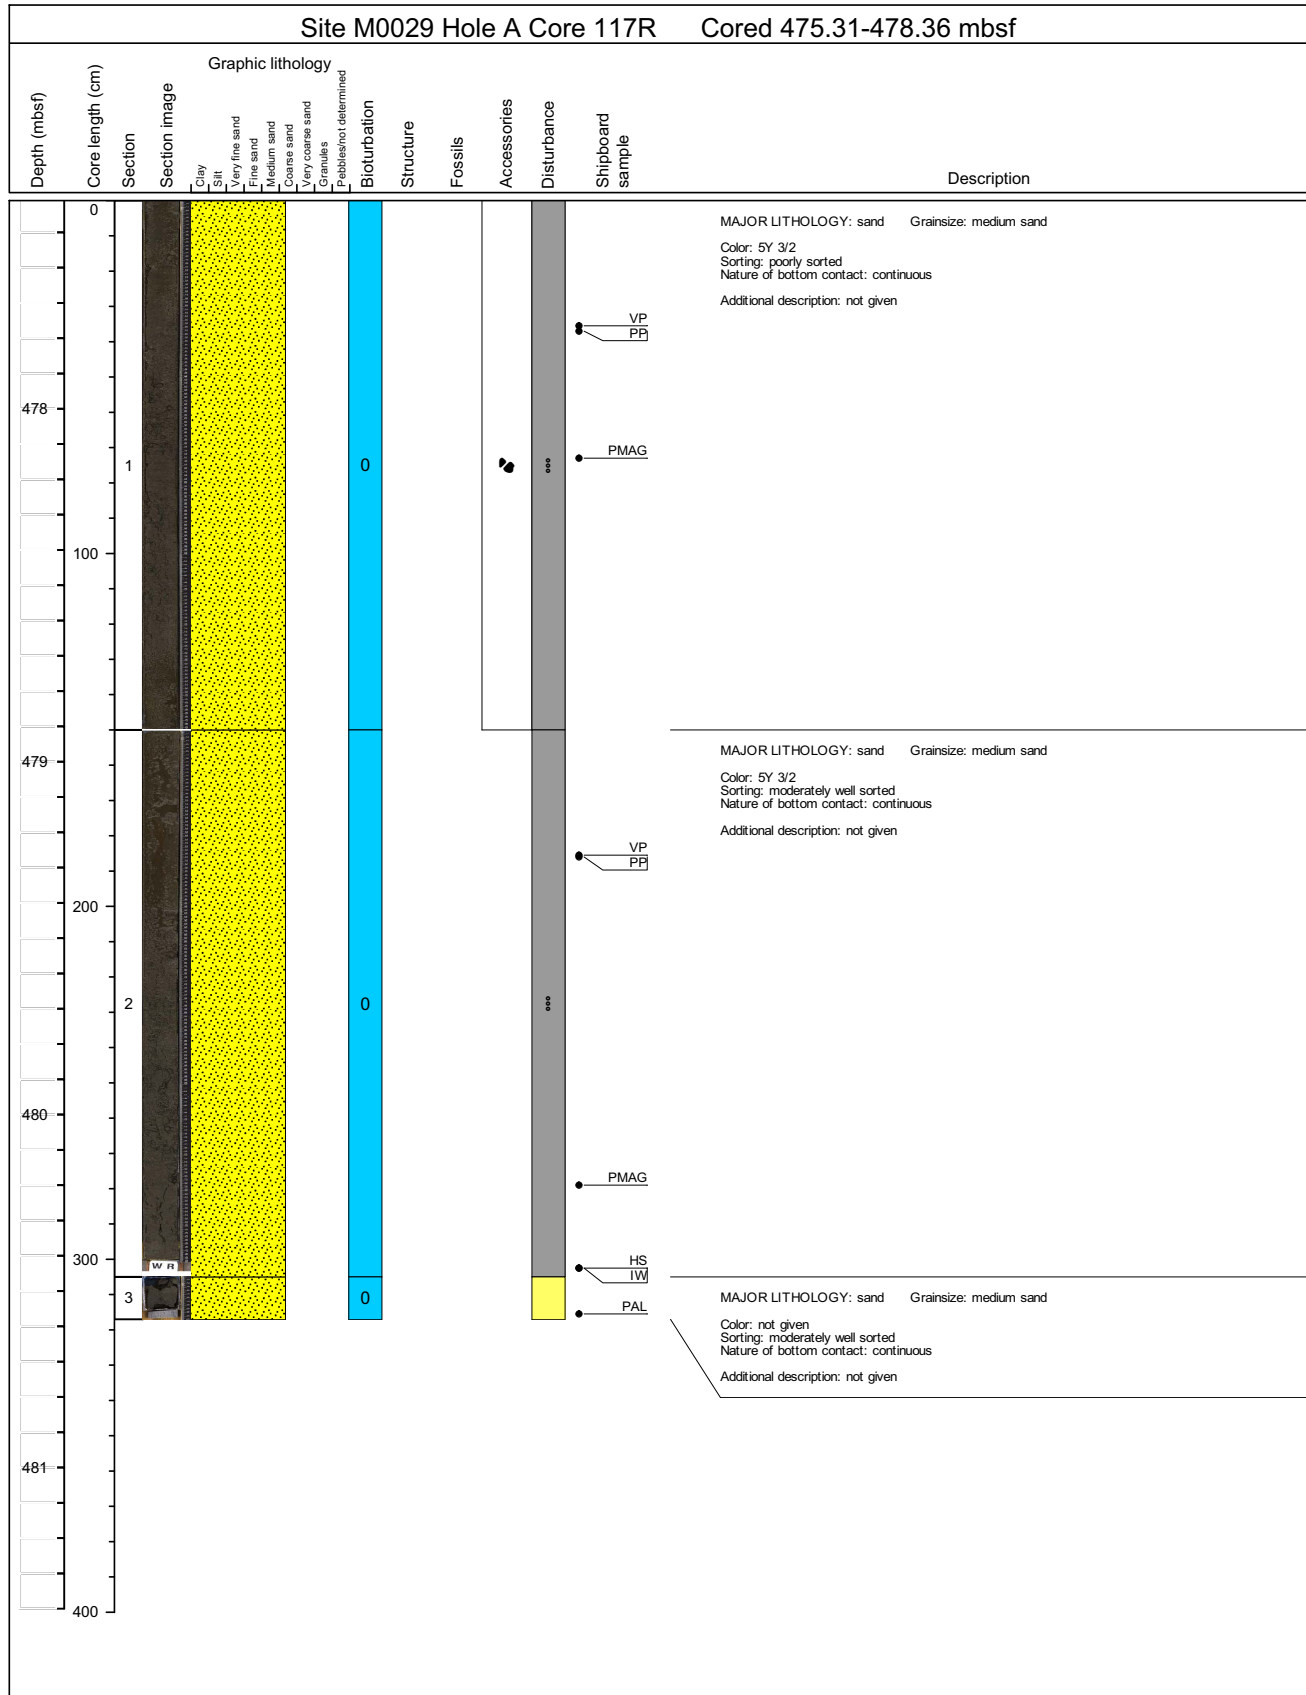 Site M0029 Hole A Core 117R Cored 475.31-478.36 mbsf
Graphic lithology
Depth (mbsf)
Core length (cm)
Section
Section image
Clay
Silt
Very fine sand
Fine sand
Medium sand
Coarse sand
Very coarse sand
Granules
Pebbles/not determined
Bioturbation
Structure
Fossils
Accessories
Disturbance
Shipboard
sample
Description
0
MAJOR LITHOLOGY: sand Grainsize: medium sand
Color: 5Y 3/2
Sorting: poorly sorted
Nature of bottom contact: continuous
Additional description: not given
VP
PP
478
PMAG
1
0
100
479
MAJOR LITHOLOGY: sand Grainsize: medium sand
Color: 5Y 3/2
Sorting: moderately well sorted
Nature of bottom contact: continuous
Additional description: not given
VP
PP
200
2
0
480
PMAG
300
W R
HS
IW
3
0
PAL
MAJOR LITHOLOGY: sand Grainsize: medium sand
Color: not given
Sorting: moderately well sorted
Nature of bottom contact: continuous
Additional description: not given
481
400